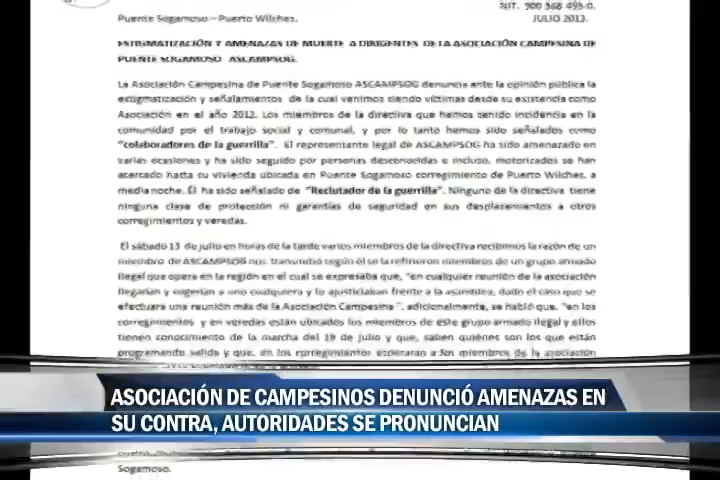 NIT. 900 568 495-0.
Puente Sogamoso – Puerto Wilches.
JULIO 2013.
ESTIGMATIZACIÓN Y AMENAZAS DE MUERTE A DIRIGENTES DE LA ASOCIACIÓN CAMPESINA DE
PUENTE SOGAMOSO ASCAMPSOG.
La Asociación Campesina de Puente Sogamoso ASCAMPSOG denuncia ante la opinión pública la
estigmatización y señalamientos de la cual venimos siendo víctimas desde su existencia como
Asociación en el año 2012. Los miembros de la directiva que hemos tenido incidencia en la
comunidad por el trabajo social y comunal, y por lo tanto hemos sido señalados como
"colaboradores de la guerrilla". El representante legal de ASCAMPSOG ha sido amenazado en
varias ocasiones y ha sido seguido por personas desconocidas e incluso, motorizados se han
acercado hasta su vivienda ubicada en Puente Sogamoso corregimiento de Puerto Wilches, a
media noche. Él ha sido señalado de "Reclutador de la guerrilla". Ninguno de la directiva tiene
ninguna clase de protección ni garantías de seguridad en sus desplazamientos a otros
corregimientos y veredas.
El sábado 13 de julio en horas de la tarde varios miembros de la directiva recibimos la razón de un
miembro de ASCAMPSOG nos transmitió según él se la refirieron miembros de un grupo armado
ilegal que opera en la región en el cual se expresaba que, "en cualquier reunión de la asociación
llegarían y cogerían a uno cualquiera y lo ajusticiaban frente a la asamblea, dado el caso que se
efectuara una reunión más de la Asociación Campesina", adicionalmente, se habló que, "en los
corregimientos y en veredas están ubicados los miembros de este grupo armado ilegal y ellos
tienen conocimiento de la marcha del 19 de julio y que, saben quiénes son los que están
programando salida y que, en los corregimientos esperaran a los miembros de la asociación
ASOCIACIÓN DE CAMPESINOS DENUNCIÓ AMENAZAS EN
SU CONTRA, AUTORIDADES SE PRONUNCIAN
Sogamoso.